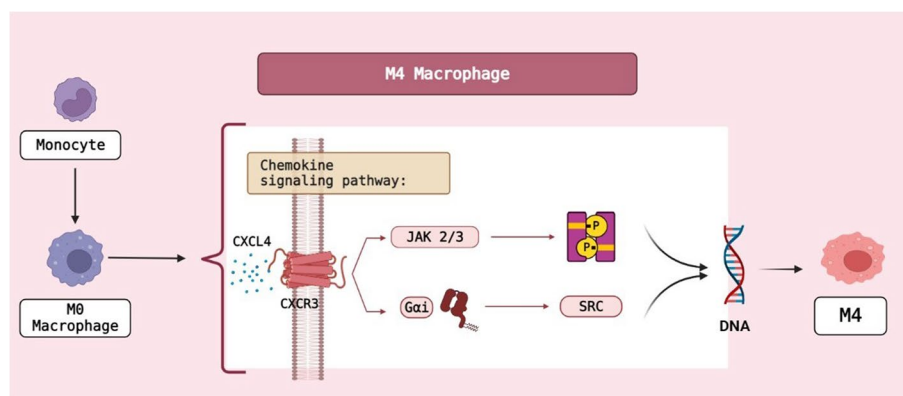 M4 Macrophage
Monocyte
Chemokine
signaling pathway:
CXCL4
JAK 2/3
P
P
CXCR3
M0
Macrophage
Gαi
SRC
DNA
M4